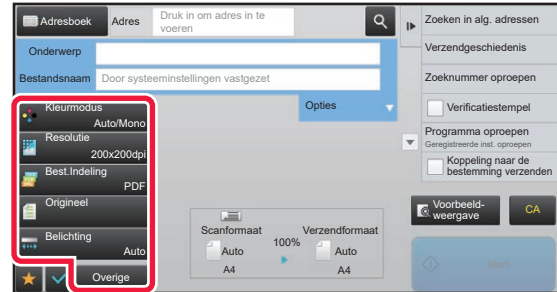 Adresboek
Adres
Druk in om adres in te
voeren
Onderwerp
Bestandsnaam
Door systeeminstellingen vastgezet
Opties
Kleurmodus
Auto/Mono
Resolutie
200x200dpi
Best.Indeling
PDF
Origineel
Belichting
Auto
Overige
Scanformaat
Auto
A4
100%
Verzendformaat
Auto
A4
Zoeken in alg. adressen
Verzendgeschiedenis
Zoeknummer oproepen
Verificatiestempel
Programma oproepen
Geregistreerde inst. oproepen
Koppeling naar de
bestemming verzenden
Voorbeeld-
weergave
CA
Start